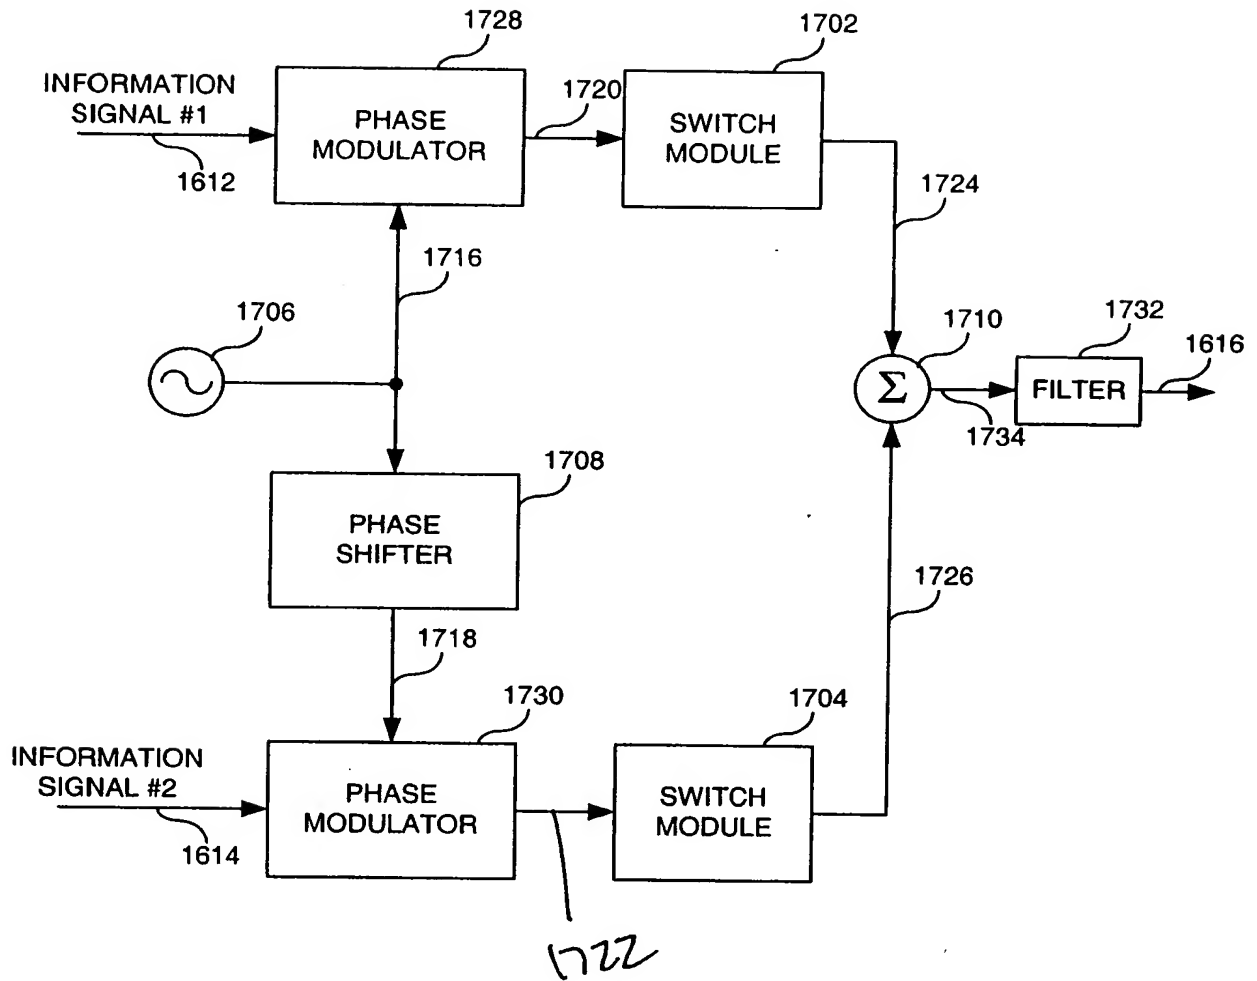 1728
1702
INFORMATION
SIGNAL #1
PHASE
MODULATOR
1720
SWITCH
MODULE
1612
1724
1716
1706
1710
1732
1616
Σ
FILTER
1734
1708
PHASE
SHIFTER
1726
1718
1730
1704
INFORMATION
SIGNAL #2
PHASE
MODULATOR
SWITCH
MODULE
1614
1722